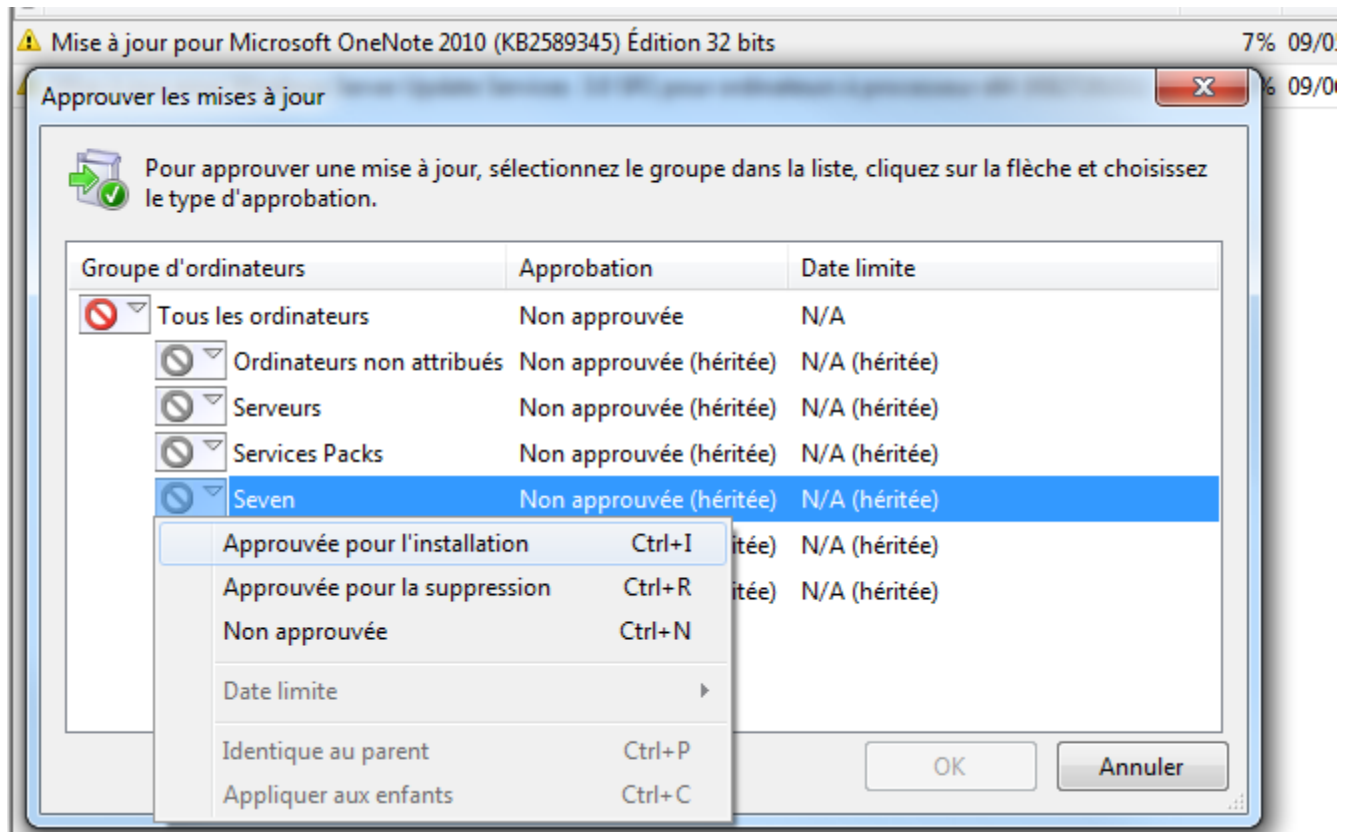 Mise à jour pour Microsoft OneNote 2010 (KB2589345) Édition 32 bits 7% 09/0
Approuver les mises à jour % 09/0
Pour approuver une mise à jour, sélectionnez le groupe dans la liste, cliquez sur la flèche et choisissez
le type d'approbation.
Groupe d'ordinateurs Approbation Date limite
Tous les ordinateurs Non approuvée N/A
Ordinateurs non attribués Non approuvée (héritée) N/A (héritée)
Serveurs Non approuvée (héritée) N/A (héritée)
Services Packs Non approuvée (héritée) N/A (héritée)
Seven Non approuvée (héritée) N/A (héritée)
Approuvée pour l'installation Ctrl+I itée) N/A (héritée)
Approuvée pour la suppression Ctrl+R itée) N/A (héritée)
Non approuvée Ctrl+N
Date limite
Identique au parent Ctrl+P
Appliquer aux enfants Ctrl+C
OK Annuler